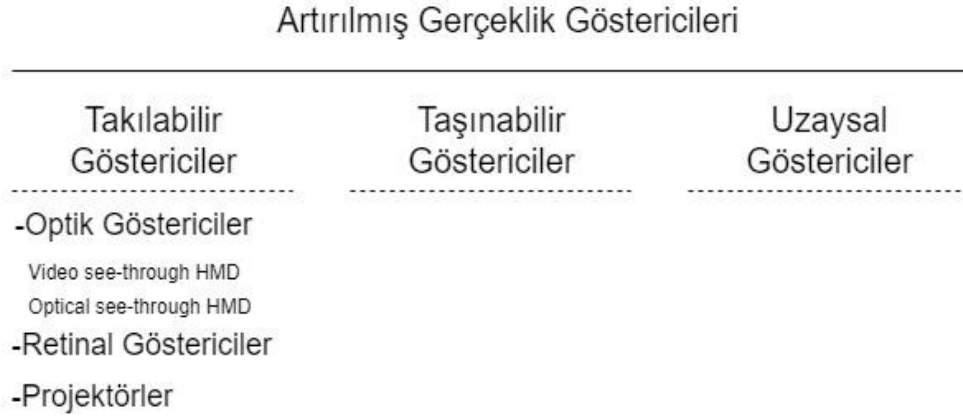 Artırılmış Gerçeklik Göstericileri
Takılabilir
Göstericiler
Taşınabilir
Göstericiler
Uzaysal
Göstericiler
-Optik Göstericiler
Video see-through HMD
Optical see-through HMD
-Retinal Göstericiler
-Projektörler